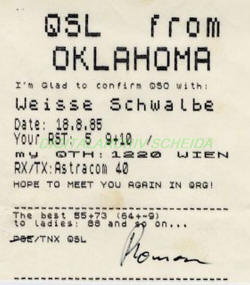 QSL from
OKLAHOMA
I'm Glad to confirm QSO with:
Weisse Schwalbe
Date: 18.8.85
Your RST: 5 9+10 /
DIGITALARCHIV SCHEIDA
my QTH: 1220 WIEN
RX/TX: Astracom 40
HOPE TO MEET YOU AGAIN IN QRG!
The best 55+73 (64+-9)
to ladies: 88 and so on...
PSE/TNX QSL